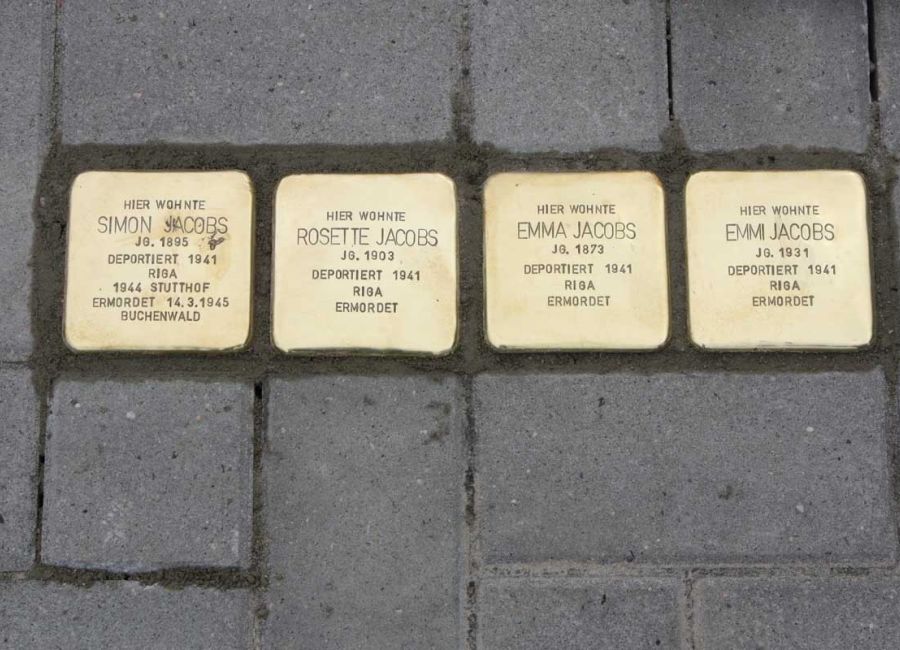 HIER WOHNTE
SIMON JACOBS
JG. 1895
DEPORTIERT 1941
RIGA
1944 STUTTHOF
ERMORDET 14.3.1945
BUCHENWALD
HIER WOHNTE
ROSETTE JACOBS
JG. 1903
DEPORTIERT 1941
RIGA
ERMORDET
HIER WOHNTE
EMMA JACOBS
JG. 1873
DEPORTIERT 1941
RIGA
ERMORDET
HIER WOHNTE
EMMI JACOBS
JG. 1931
DEPORTIERT 1941
RIGA
ERMORDET